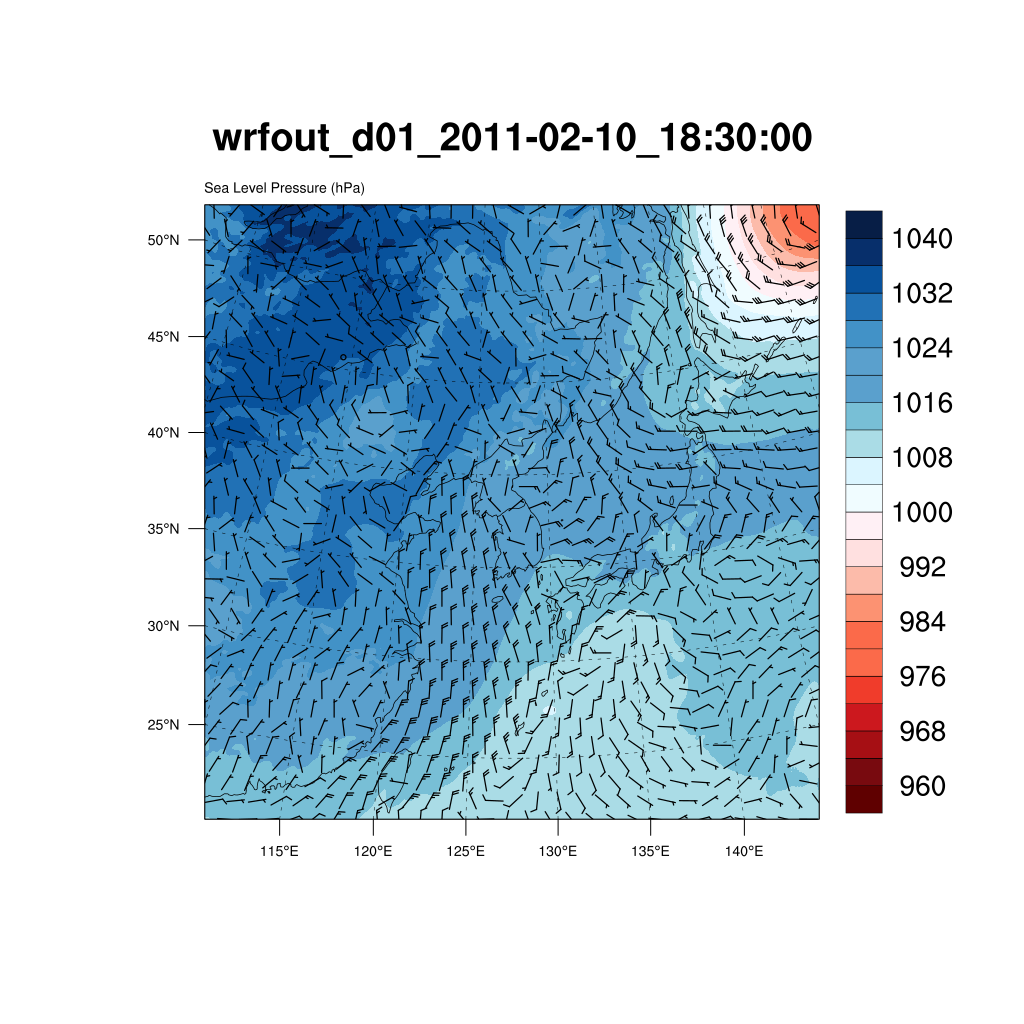 wrfout_d01_2011-02-10_18:30:00
Sea Level Pressure (hPa)
50°N
45°N
40°N
35°N
30°N
25°N
115°E 120°E 125°E 130°E 135°E 140°E
1040
1032
1024
1016
1008
1000
992
984
976
968
960